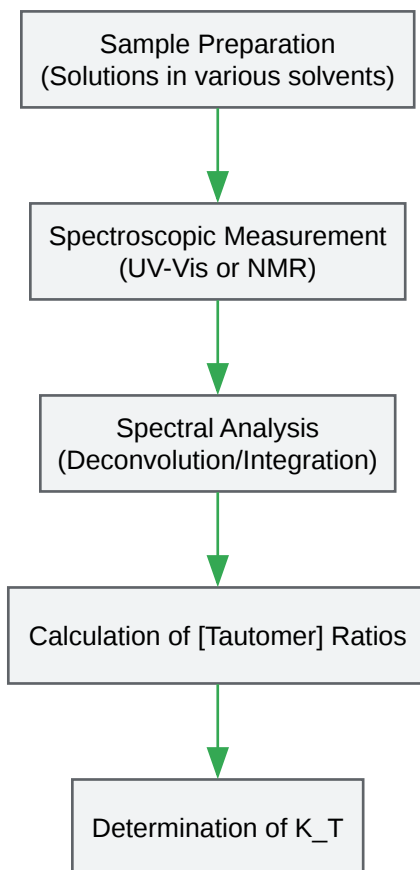 Sample Preparation
(Solutions in various solvents)
Spectroscopic Measurement
(UV-Vis or NMR)
Spectral Analysis
(Deconvolution/Integration)
Calculation of [Tautomer] Ratios
Determination of K_T